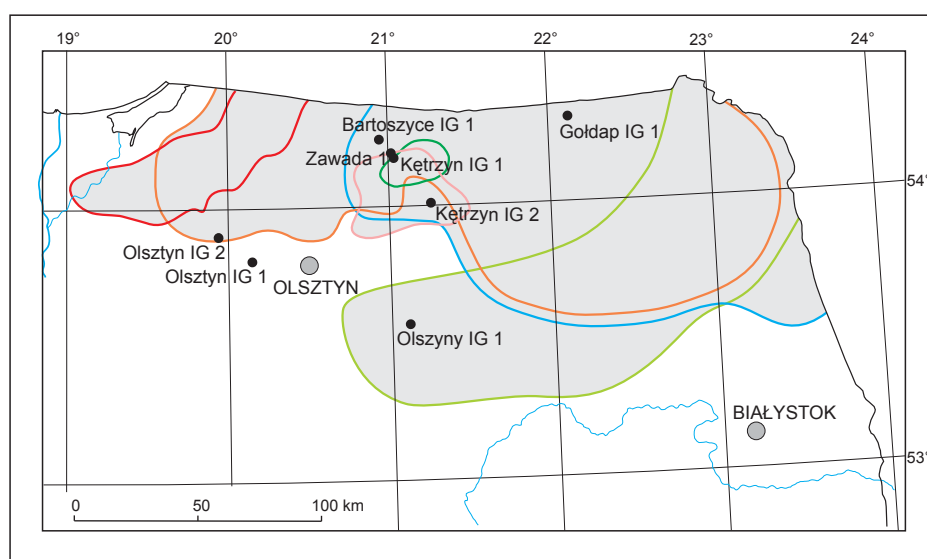 19° 20° 21° 22° 23° 24°
Bartoszyce IG 1
Gołdap IG 1
Zawada 1
Kętrzyn IG 1
54°
Kętrzyn IG 2
Olsztyn IG 2
Olsztyn IG 1
OLSZTYN
Olszyny IG 1
BIAŁYSTOK
53°
0 50 100 km